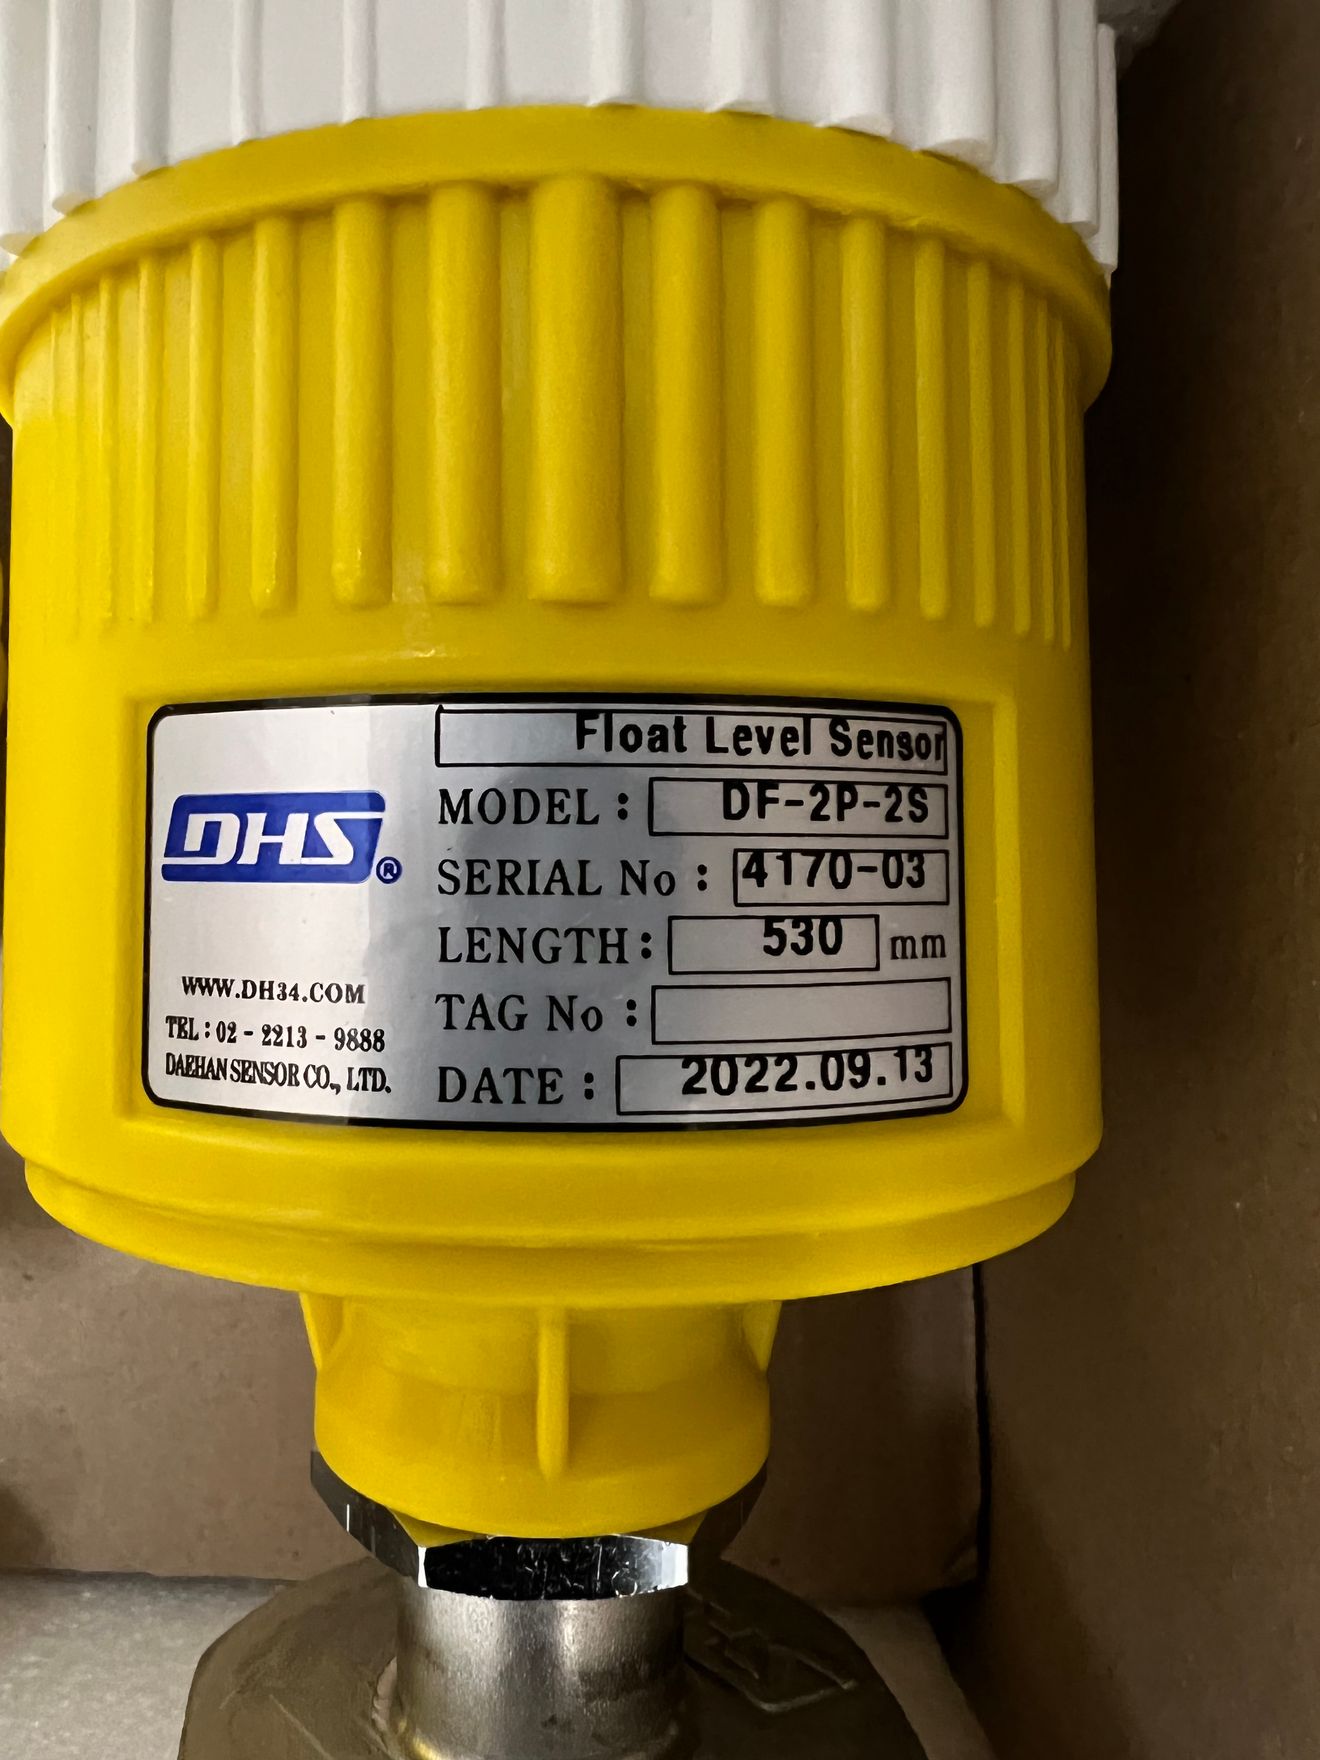 DHS®
WWW.DH34.COM
TEL : 02 - 2213 - 9888
DAEHAN SENSOR CO., LTD.
Float Level Sensor
MODEL : DF-2P-2S
SERIAL No : 4170-03
LENGTH : 530 mm
TAG No :
DATE : 2022.09.13